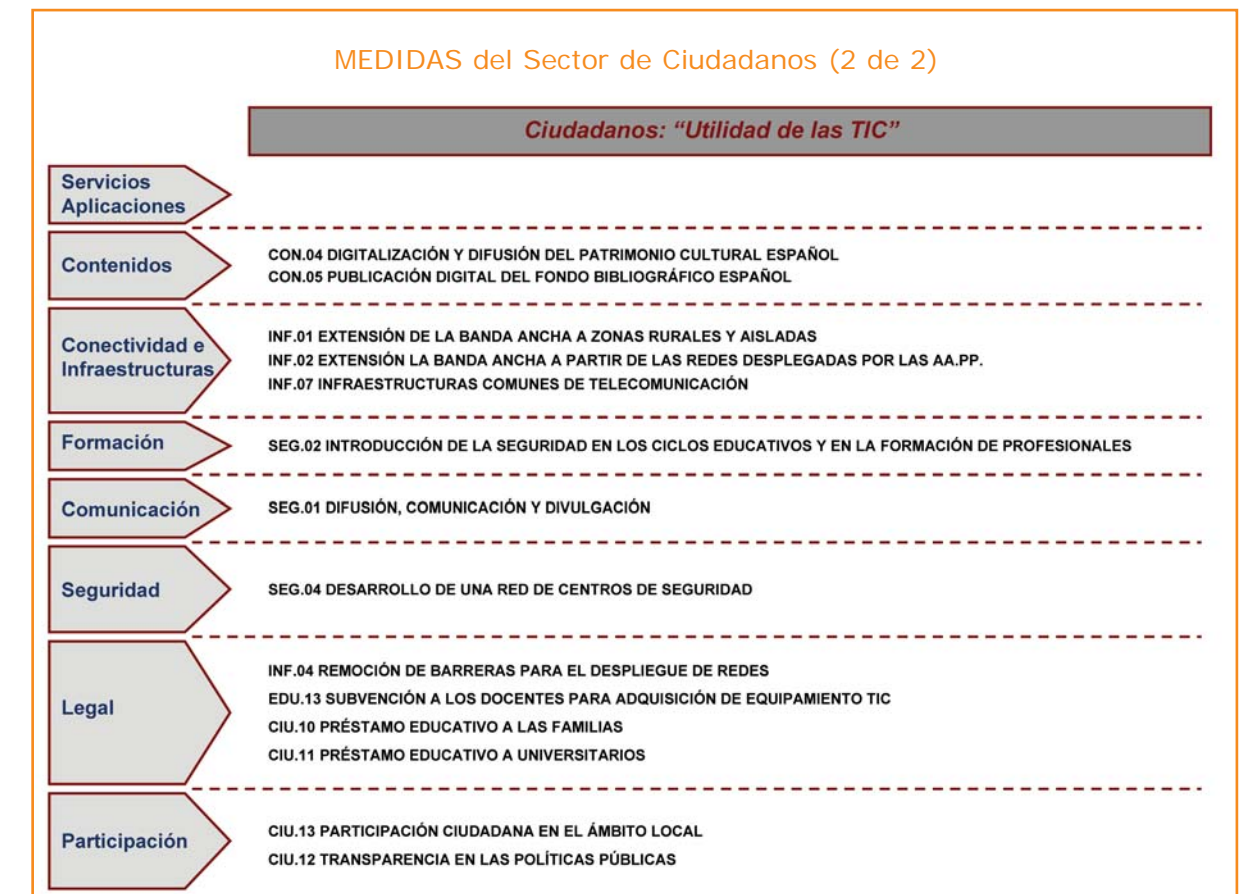 MEDIDAS del Sector de Ciudadanos (2 de 2)
Ciudadanos: “Utilidad de las TIC”
Servicios
Aplicaciones
Contenidos
CON.04 DIGITALIZACIÓN Y DIFUSIÓN DEL PATRIMONIO CULTURAL ESPAÑOL
CON.05 PUBLICACIÓN DIGITAL DEL FONDO BIBLIOGRÁFICO ESPAÑOL
Conectividad e
Infraestructuras
INF.01 EXTENSIÓN DE LA BANDA ANCHA A ZONAS RURALES Y AISLADAS
INF.02 EXTENSIÓN LA BANDA ANCHA A PARTIR DE LAS REDES DESPLEGADAS POR LAS AA.PP.
INF.07 INFRAESTRUCTURAS COMUNES DE TELECOMUNICACIÓN
Formación
SEG.02 INTRODUCCIÓN DE LA SEGURIDAD EN LOS CICLOS EDUCATIVOS Y EN LA FORMACIÓN DE PROFESIONALES
Comunicación
SEG.01 DIFUSIÓN, COMUNICACIÓN Y DIVULGACIÓN
Seguridad
SEG.04 DESARROLLO DE UNA RED DE CENTROS DE SEGURIDAD
Legal
INF.04 REMOCIÓN DE BARRERAS PARA EL DESPLIEGUE DE REDES
EDU.13 SUBVENCIÓN A LOS DOCENTES PARA ADQUISICIÓN DE EQUIPAMIENTO TIC
CIU.10 PRÉSTAMO EDUCATIVO A LAS FAMILIAS
CIU.11 PRÉSTAMO EDUCATIVO A UNIVERSITARIOS
Participación
CIU.13 PARTICIPACIÓN CIUDADANA EN EL ÁMBITO LOCAL
CIU.12 TRANSPARENCIA EN LAS POLÍTICAS PÚBLICAS